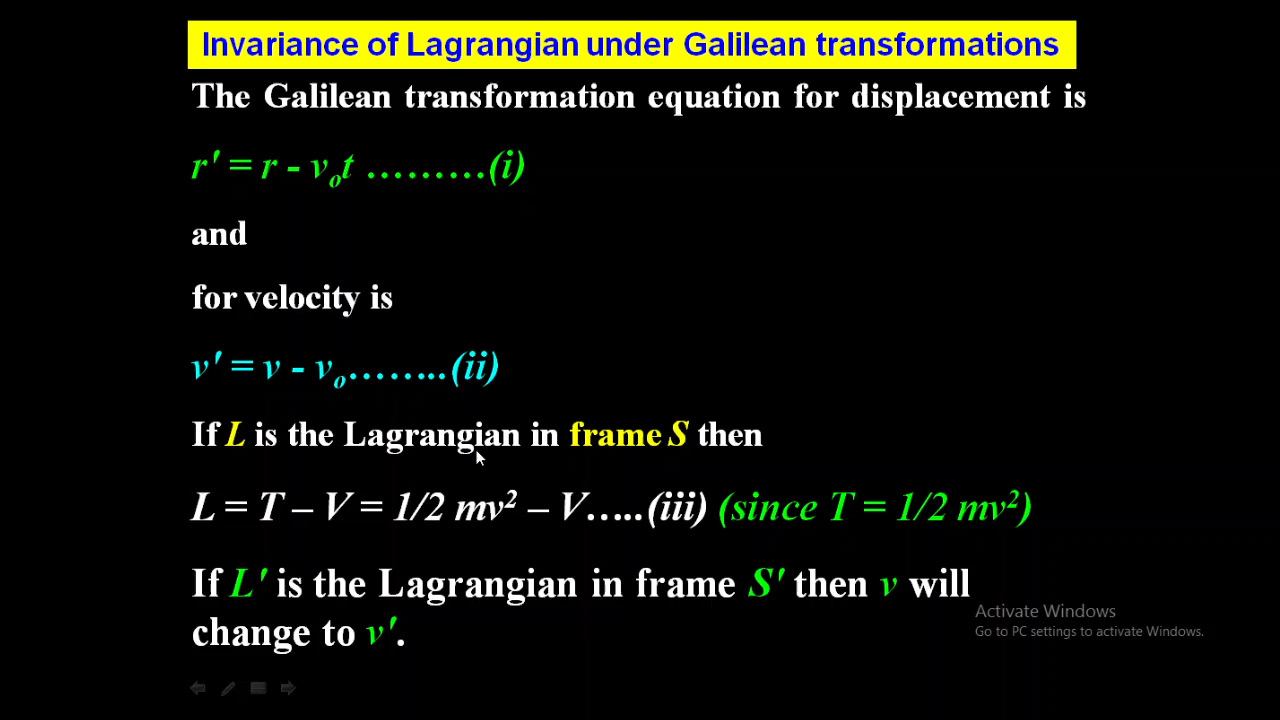 Invariance of Lagrangian under Galilean transformations
The Galilean transformation equation for displacement is
r' = r - vₒt ………(i)
and
for velocity is
v' = v - vₒ……..(ii)
If L is the Lagrangian in frame S then
L = T – V = 1/2 mv² – V…..(iii) (since T = 1/2 mv²)
If L' is the Lagrangian in frame S' then v will
change to v'.
Activate Windows
Go to PC settings to activate Windows.